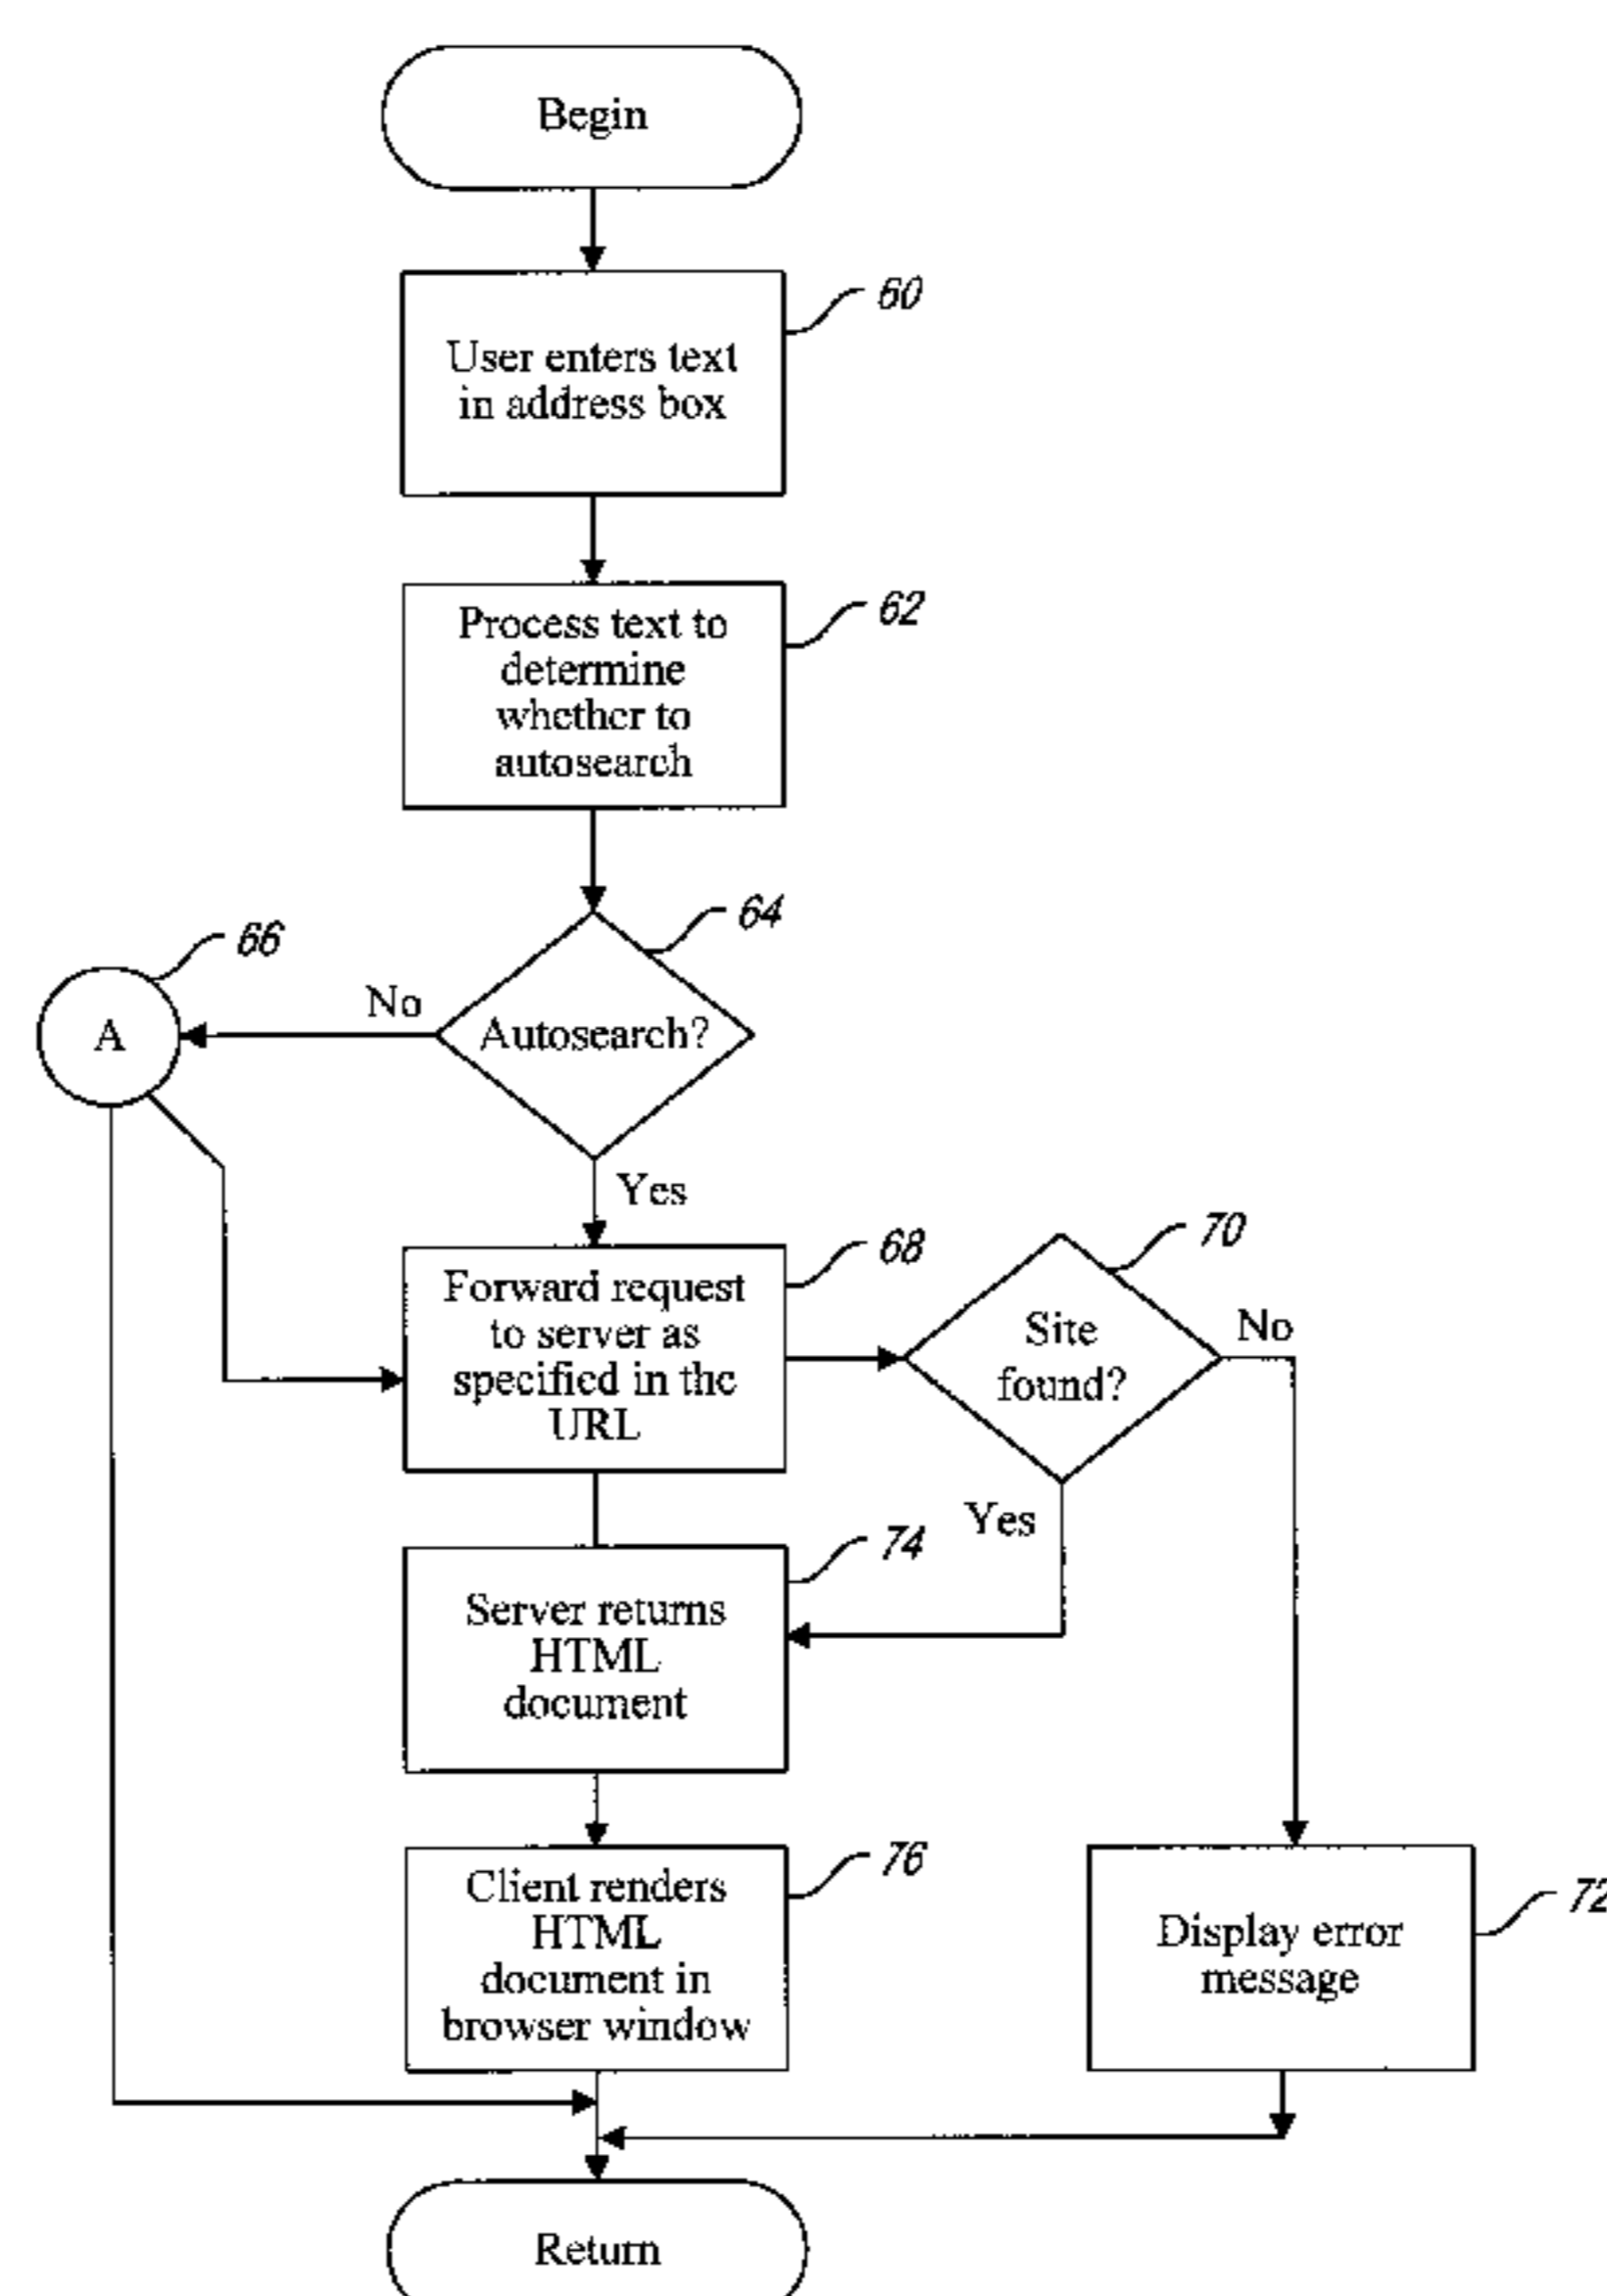 Begin
60
User enters text
in address box
62
Process text to
determine
whether to
autosearch
64
66
No
A
Autosearch?
Yes
68
70
Forward request
to server as
specified in the
URL
Site
found?
No
Yes
74
Server returns
HTML
document
76
Client renders
HTML
document in
browser window
72
Display error
message
Return